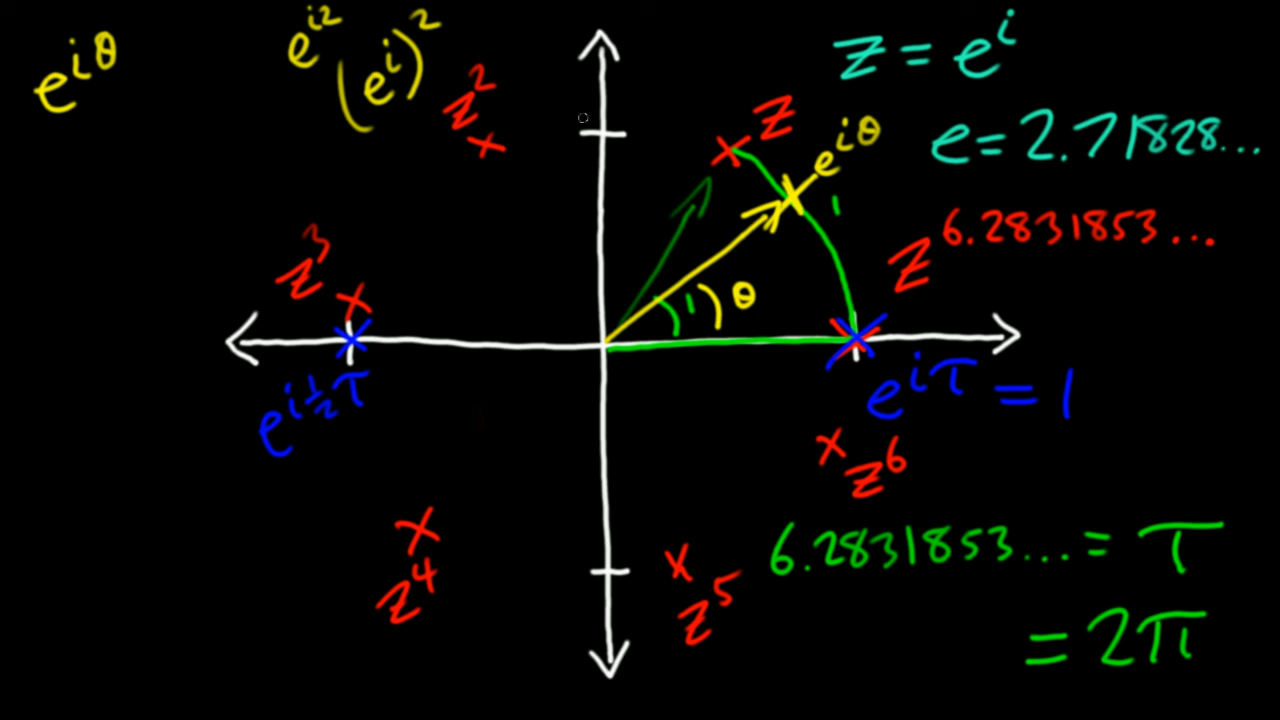 e^{iθ}
e^{i2}
(e^i)^2
z = e^i
e = 2.71828...
z^2
z
e^{iθ}
1
z^{6.2831853...}
z^3
1
θ
e^{i½τ}
e^{iτ} = 1
z^6
6.2831853... = τ
= 2π
z^4
z^5